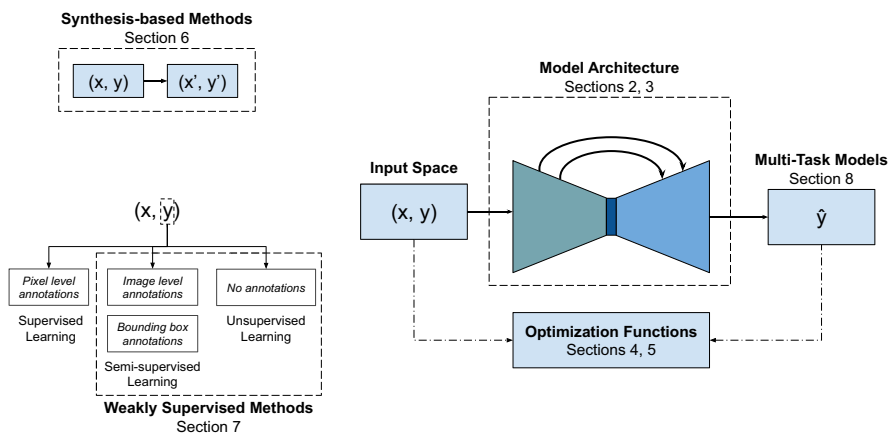 Synthesis-based Methods
Section 6
(x, y)
(x’, y’)
(x, y)
Pixel level
annotations
Supervised
Learning
Image level
annotations
Bounding box
annotations
Semi-supervised
Learning
No annotations
Unsupervised
Learning
Weakly Supervised Methods
Section 7
Model Architecture
Sections 2, 3
Input Space
(x, y)
Multi-Task Models
Section 8
ŷ
Optimization Functions
Sections 4, 5